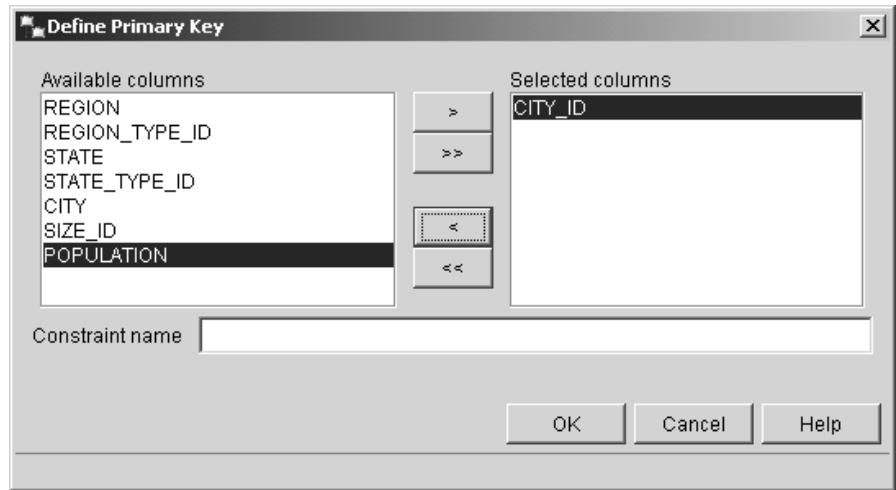 Define Primary Key
Available columns
REGION
REGION_TYPE_ID
STATE
STATE_TYPE_ID
CITY
SIZE_ID
POPULATION
>
>>
<
<<
Selected columns
CITY_ID
Constraint name
OK Cancel Help